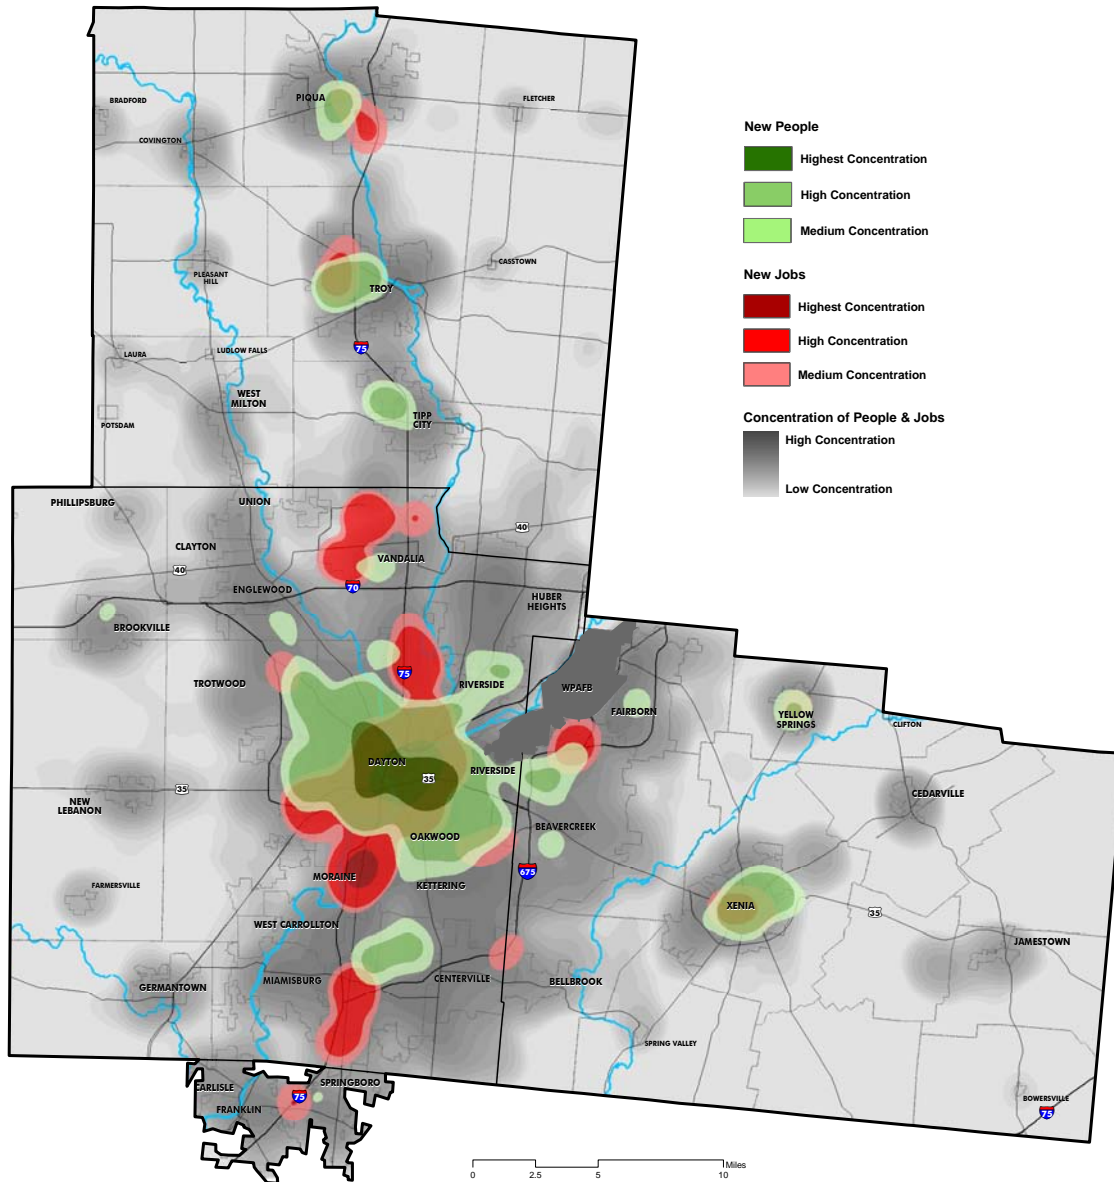 BRADFORD
PIQUA
FLETCHER
COVINGTON
New People
Highest Concentration
High Concentration
Medium Concentration
New Jobs
Highest Concentration
High Concentration
Medium Concentration
Concentration of People & Jobs
High Concentration
Low Concentration
PLEASANT
HILL
CASSTOWN
TROY
75
LAURA
LUDLOW FALLS
WEST
MILTON
POTSDAM
TIPP
CITY
PHILLIPSBURG
UNION
40
CLAYTON
VANDALIA
40
ENGLEWOOD
70
HUBER
HEIGHTS
BROOKVILLE
TROTWOOD
75
RIVERSIDE
WPAFB
FAIRBORN
YELLOW
SPRINGS
CLIFTON
DAYTON
35
RIVERSIDE
35
NEW
LEBANON
CEDARVILLE
OAKWOOD
BEAVERCREEK
675
FARMERSVILLE
MORAINE
KETTERING
XENIA
35
WEST CARROLLTON
JAMESTOWN
MIAMISBURG
CENTERVILLE
BELLBROOK
GERMANTOWN
SPRING VALLEY
CARLISLE
SPRINGBORO
75
FRANKLIN
BOWERSVILLE
75
0 2.5 5 10
Miles